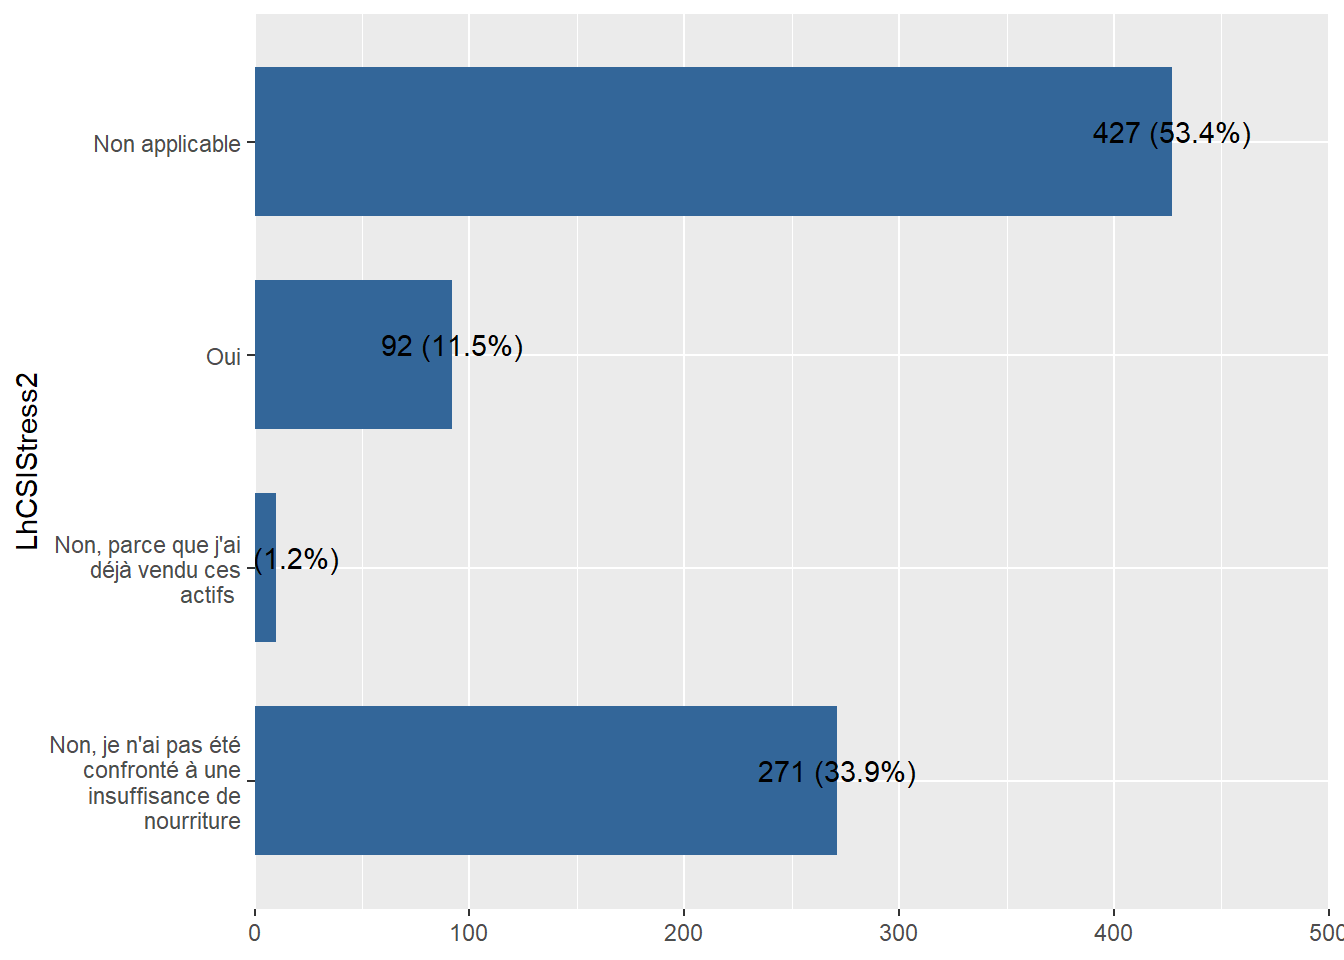 Non applicable
427 (53.4%)
Oui
92 (11.5%)
LhCSIStress2
Non, parce que j'ai
déjà vendu ces
actifs
(1.2%)
Non, je n'ai pas été
confronté à une
insuffisance de
nourriture
271 (33.9%)
0 100 200 300 400 500